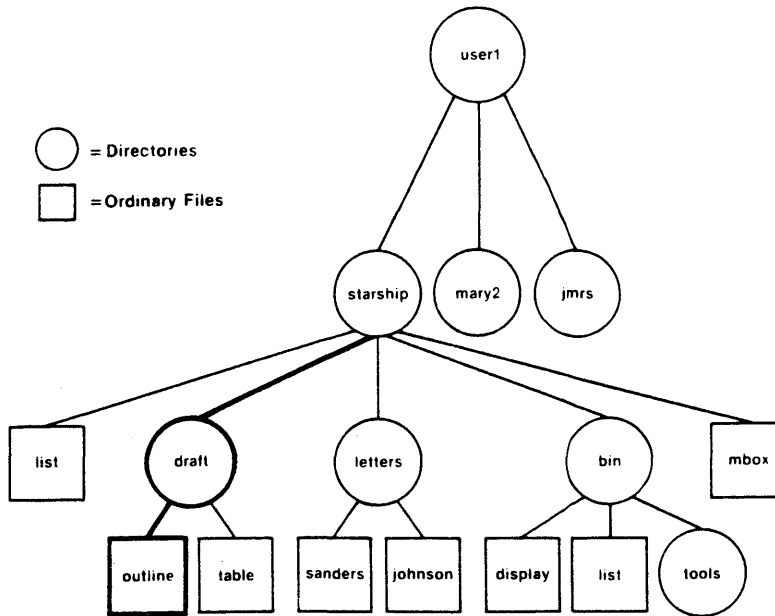 user1
= Directories
= Ordinary Files
starship
mary2
jmrs
list
draft
letters
bin
mbox
outline
table
sanders
johnson
display
list
tools